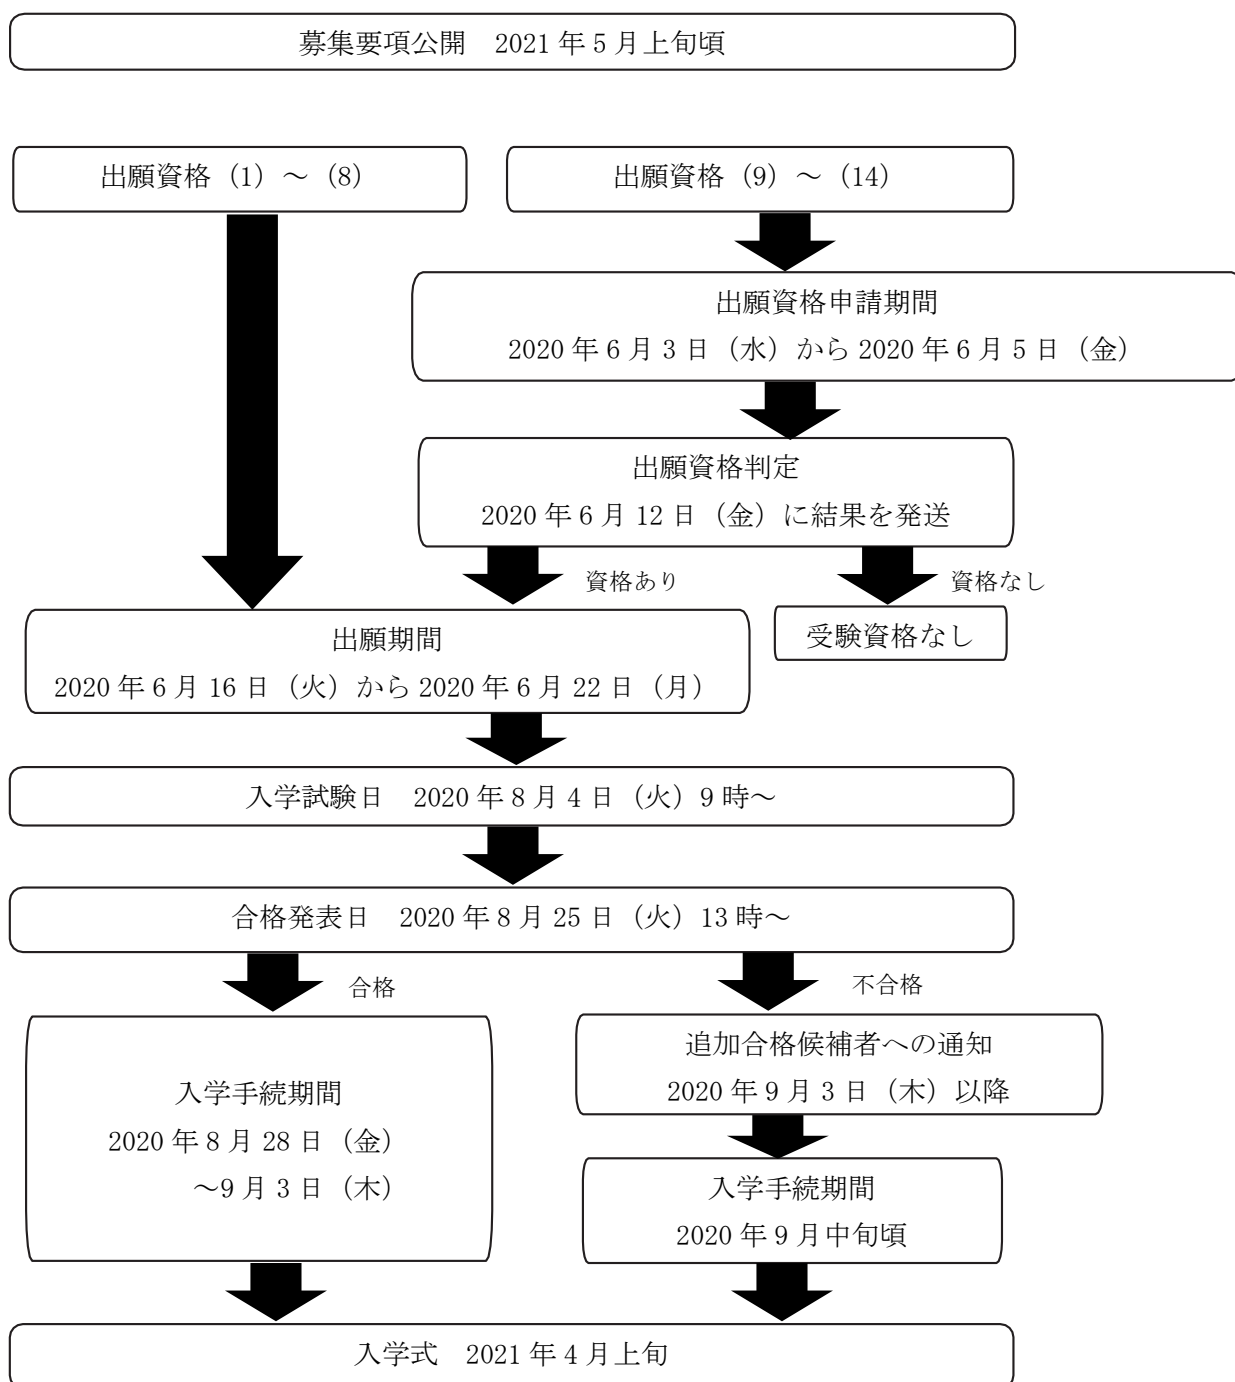 募集要項公開　2021 年 5 月上旬頃
出願資格（1）～（8）
出願資格（9）～（14）
出願資格申請期間
2020 年 6 月 3 日（水）から 2020 年 6 月 5 日（金）
出願資格判定
2020 年 6 月 12 日（金）に結果を発送
資格あり
資格なし
出願期間
2020 年 6 月 16 日（火）から 2020 年 6 月 22 日（月）
受験資格なし
入学試験日　2020 年 8 月 4 日（火）9 時～
合格発表日　2020 年 8 月 25 日（火）13 時～
合格
不合格
入学手続期間
2020 年 8 月 28 日（金）
～9 月 3 日（木）
追加合格候補者への通知
2020 年 9 月 3 日（木）以降
入学手続期間
2020 年 9 月中旬頃
入学式　2021 年 4 月上旬